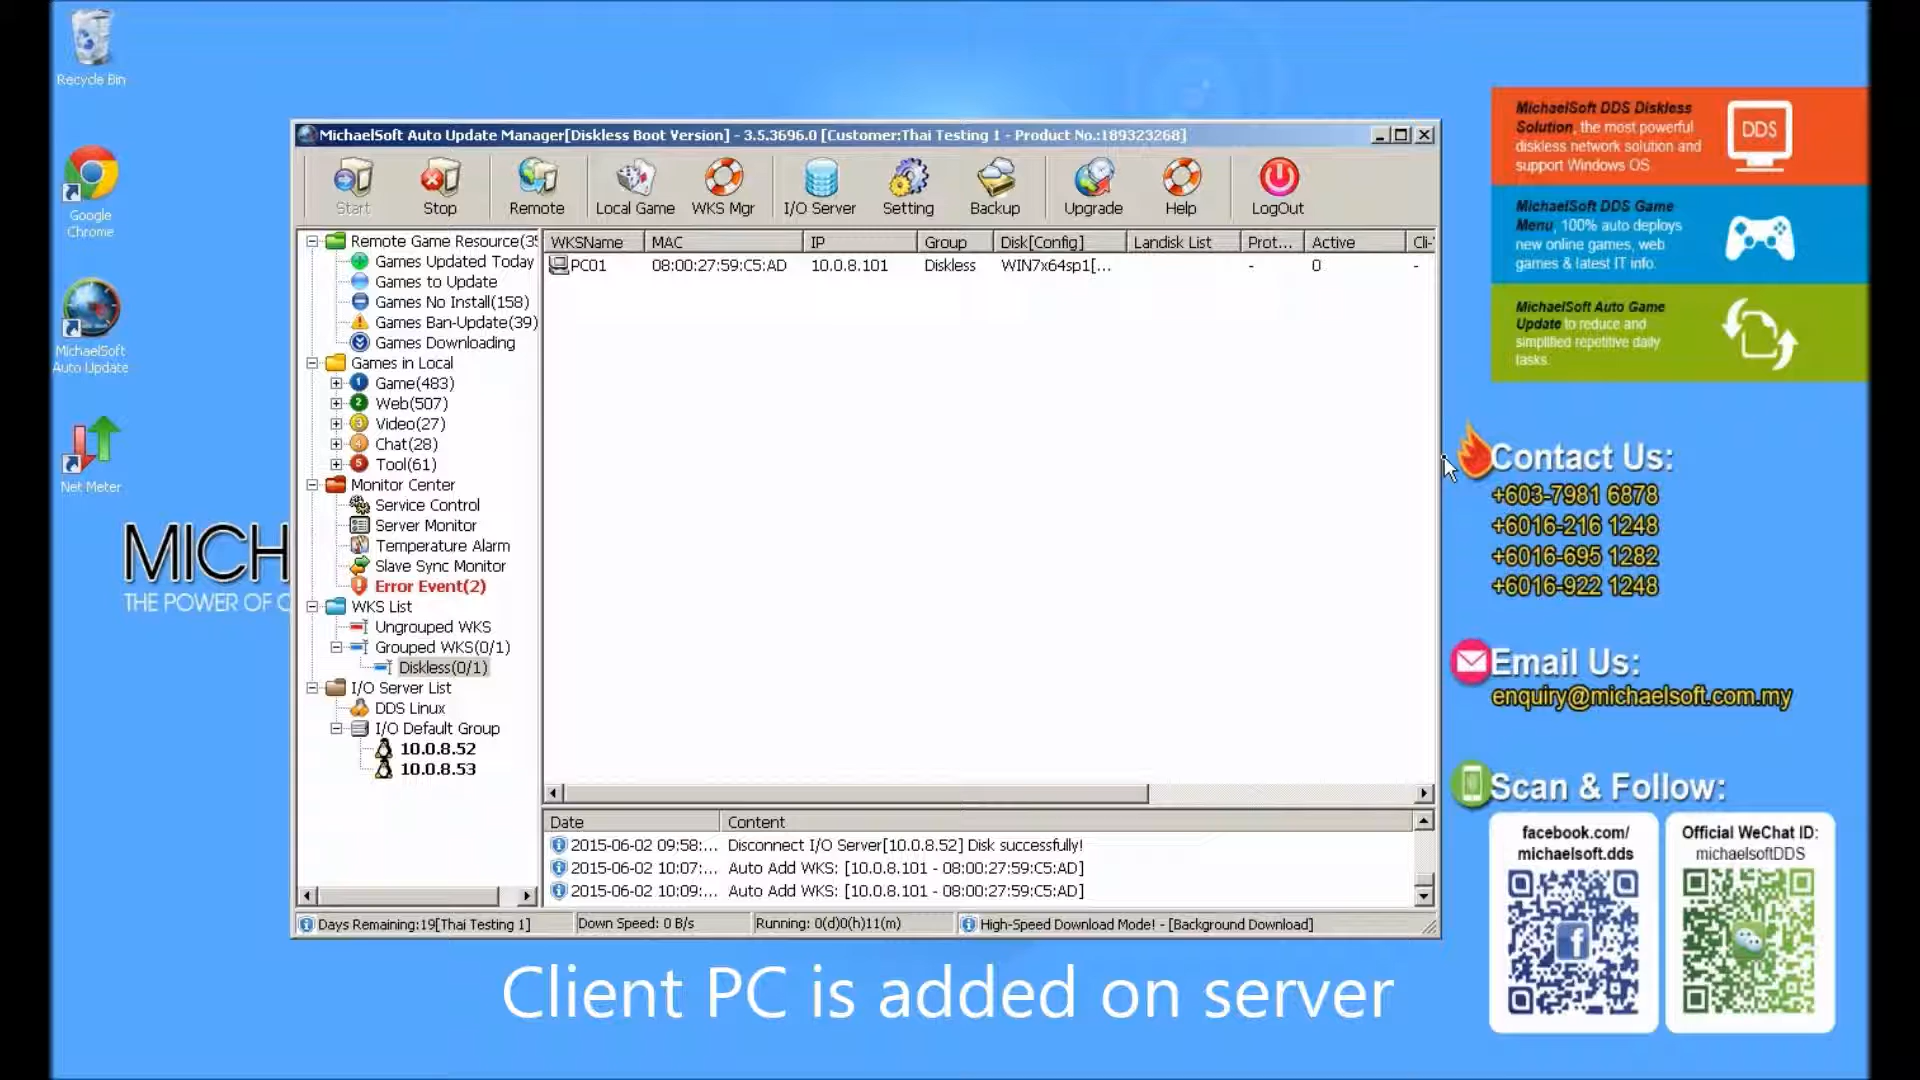 Recycle Bin
Google
Chrome
MichaelSoft
Auto Update
Net Meter
MICH
THE POWER OF C
MichaelSoft Auto Update Manager[Diskless Boot Version] - 3.5.3696.0 [Customer:Thai Testing 1 - Product No.:189323268]
Start Stop Remote Local Game WKS Mgr I/O Server Setting Backup Upgrade Help LogOut
Remote Game Resource(35
Games Updated Today
Games to Update
Games No Install(158)
Games Ban-Update(39)
Games Downloading
Games in Local
1 Game(483)
2 Web(507)
3 Video(27)
4 Chat(28)
5 Tool(61)
Monitor Center
Service Control
Server Monitor
Temperature Alarm
Slave Sync Monitor
Error Event(2)
WKS List
Ungrouped WKS
Grouped WKS(0/1)
Diskless(0/1)
I/O Server List
DDS Linux
I/O Default Group
10.0.8.52
10.0.8.53
WKSName MAC IP Group Disk[Config] Landisk List Prot... Active Cli-
PC01 08:00:27:59:C5:AD 10.0.8.101 Diskless WIN7x64sp1[... - 0 -
Date Content
2015-06-02 09:58:... Disconnect I/O Server[10.0.8.52] Disk successfully!
2015-06-02 10:07:... Auto Add WKS: [10.0.8.101 - 08:00:27:59:C5:AD]
2015-06-02 10:09:... Auto Add WKS: [10.0.8.101 - 08:00:27:59:C5:AD]
Days Remaining:19[Thai Testing 1] Down Speed: 0 B/s Running: 0(d)0(h)11(m) High-Speed Download Mode! - [Background Download]
MichaelSoft DDS Diskless
Solution, the most powerful
diskless network solution and
support Windows OS.
DDS
MichaelSoft DDS Game
Menu, 100% auto deploys
new online games, web
games & latest IT info.
MichaelSoft Auto Game
Update to reduce and
simplified repetitive daily
tasks.
Contact Us:
+603-7981 6878
+6016-216 1248
+6016-695 1282
+6016-922 1248
Email Us:
enquiry@michaelsoft.com.my
Scan & Follow:
facebook.com/
michaelsoft.dds
Official WeChat ID:
michaelsoftDDS
Client PC is added on server